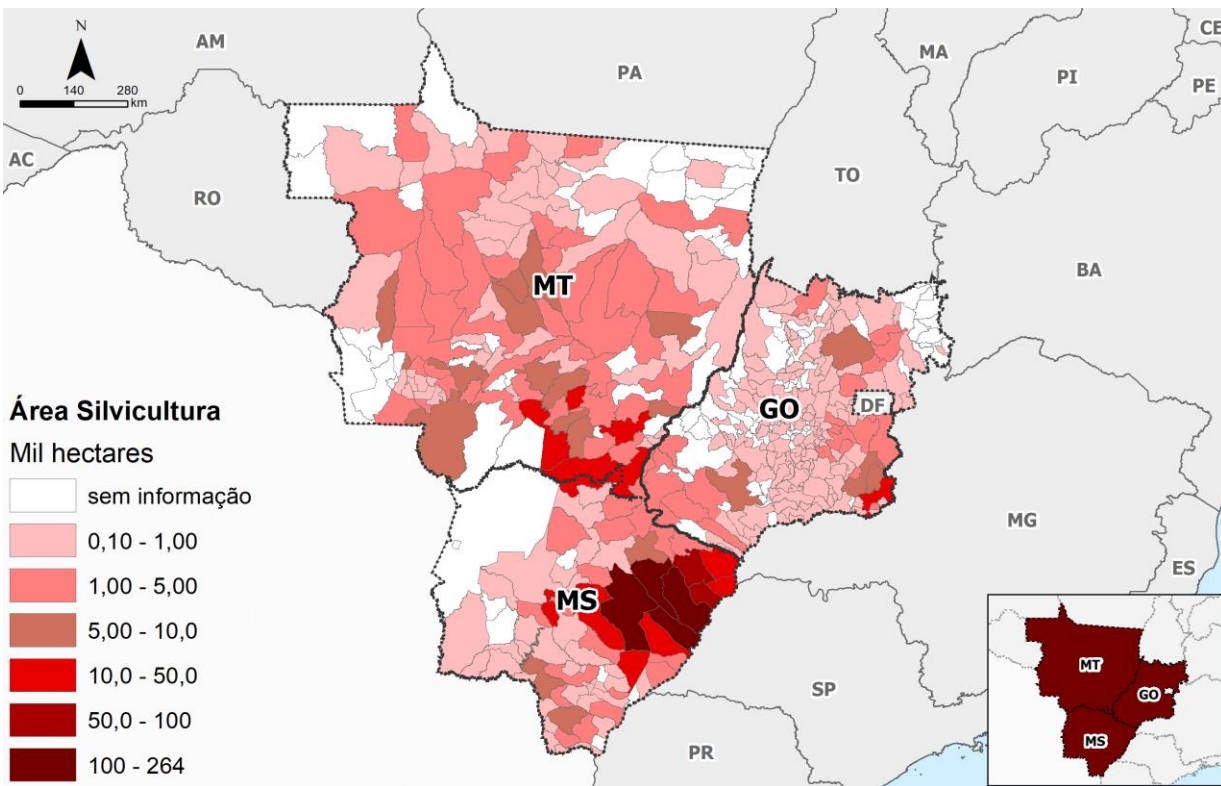 AM
PA
MA
CE
PI
PE
N
0 140 280
km
AC
RO
TO
BA
MT
GO
DF
MG
ES
MS
SP
PR
Área Silvicultura
Mil hectares
sem informação
0,10 - 1,00
1,00 - 5,00
5,00 - 10,0
10,0 - 50,0
50,0 - 100
100 - 264
MT
GO
MS